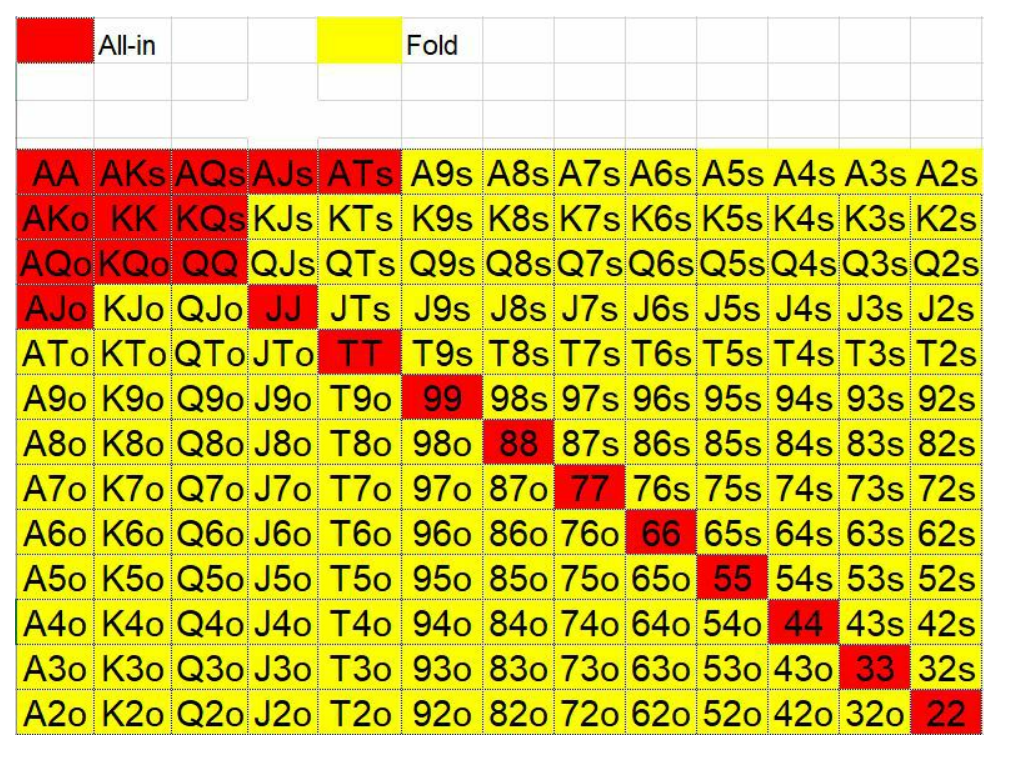 All-in Fold
AA AKs AQs AJs ATs A9s A8s A7s A6s A5s A4s A3s A2s
AKo KK KQs KJs KTs K9s K8s K7s K6s K5s K4s K3s K2s
AQo KQo QQ QJs QTs Q9s Q8s Q7s Q6s Q5s Q4s Q3s Q2s
AJo KJo QJo JJ JTs J9s J8s J7s J6s J5s J4s J3s J2s
ATo KTo QTo JTo TT T9s T8s T7s T6s T5s T4s T3s T2s
A9o K9o Q9o J9o T9o 99 98s 97s 96s 95s 94s 93s 92s
A8o K8o Q8o J8o T8o 98o 88 87s 86s 85s 84s 83s 82s
A7o K7o Q7o J7o T7o 97o 87o 77 76s 75s 74s 73s 72s
A6o K6o Q6o J6o T6o 96o 86o 76o 66 65s 64s 63s 62s
A5o K5o Q5o J5o T5o 95o 85o 75o 65o 55 54s 53s 52s
A4o K4o Q4o J4o T4o 94o 84o 74o 64o 54o 44 43s 42s
A3o K3o Q3o J3o T3o 93o 83o 73o 63o 53o 43o 33 32s
A2o K2o Q2o J2o T2o 92o 82o 72o 62o 52o 42o 32o 22